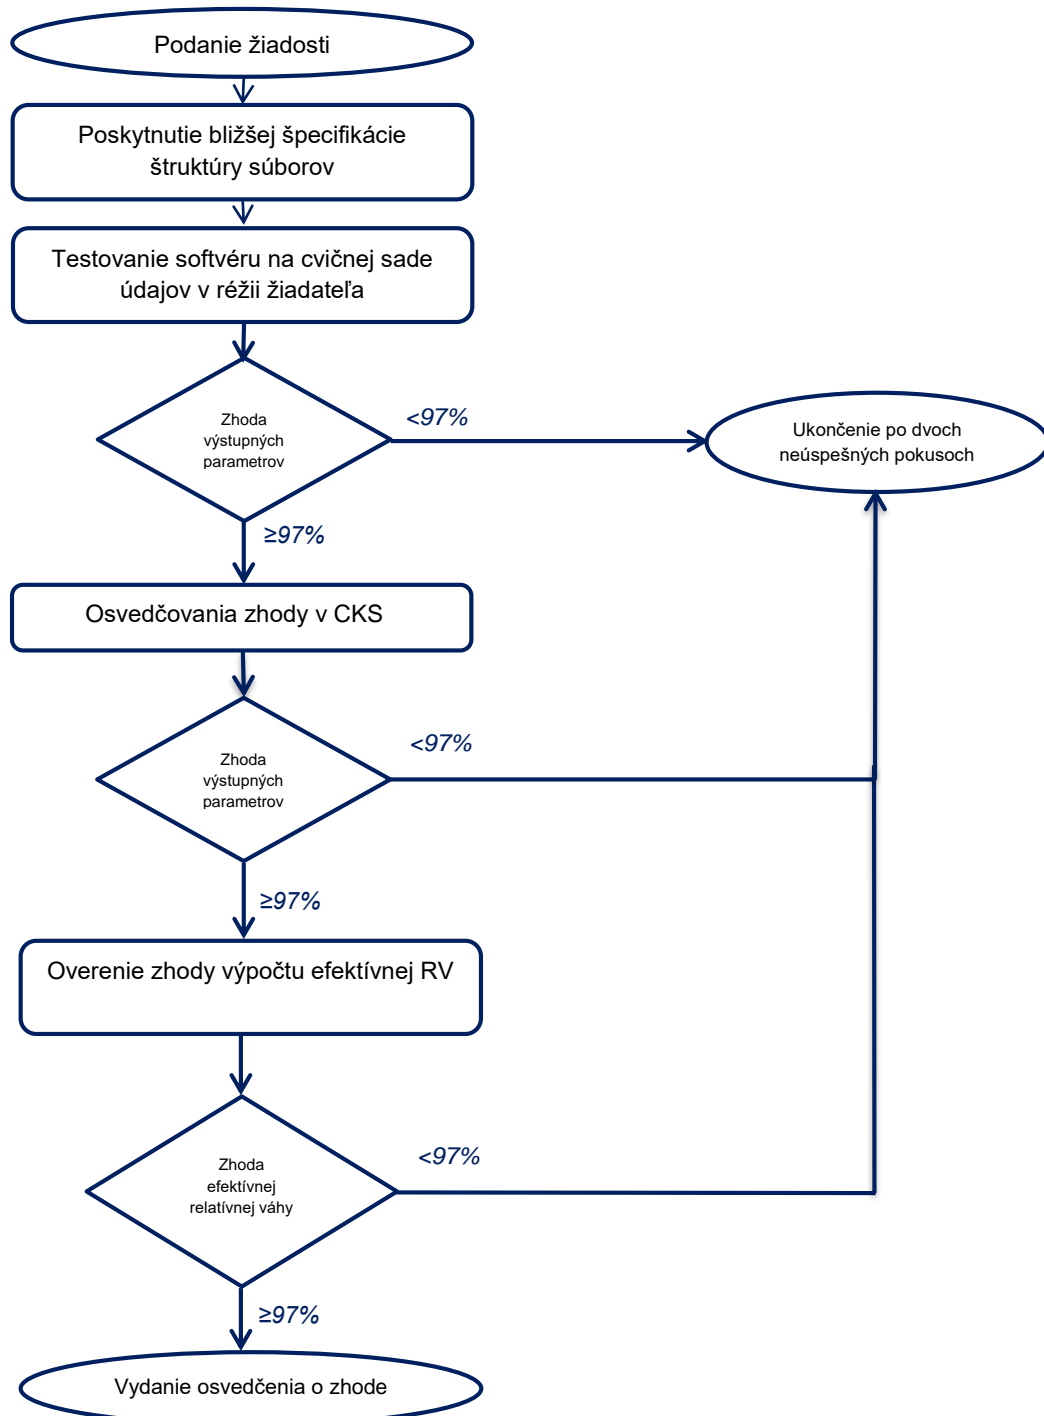 Podanie žiadosti
Poskytnutie bližšej špecifikácie
štruktúry súborov
Testovanie softvéru na cvičnej sade
údajov v réžii žiadateľa
Zhoda
výstupných
parametrov
<97%
Ukončenie po dvoch
neúspešných pokusoch
≥97%
Osvedčovania zhody v CKS
Zhoda
výstupných
parametrov
<97%
≥97%
Overenie zhody výpočtu efektívnej RV
Zhoda
efektívnej
relatívnej váhy
<97%
≥97%
Vydanie osvedčenia o zhode